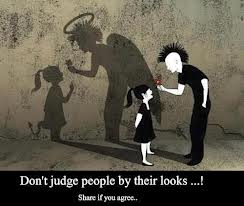 Don't judge people by their looks ...!
Share if you agree..